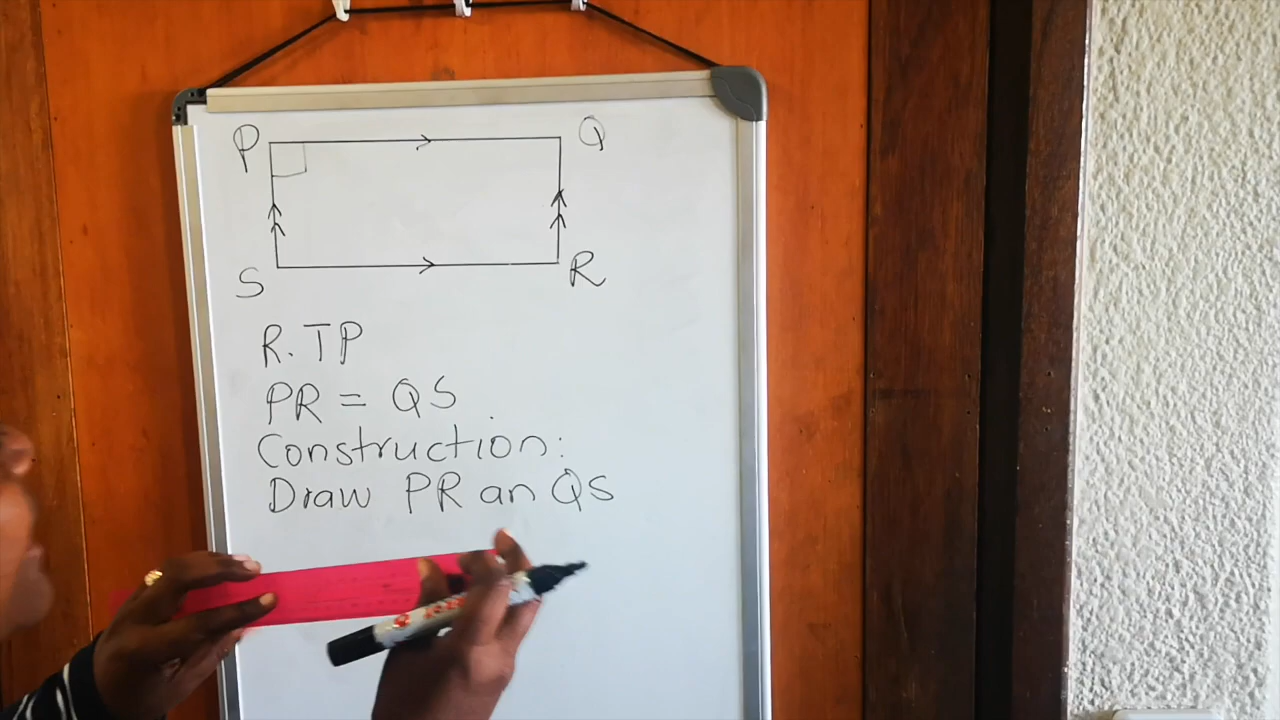 P Q
S R
R.TP
PR = QS
Construction:
Draw PR an QS